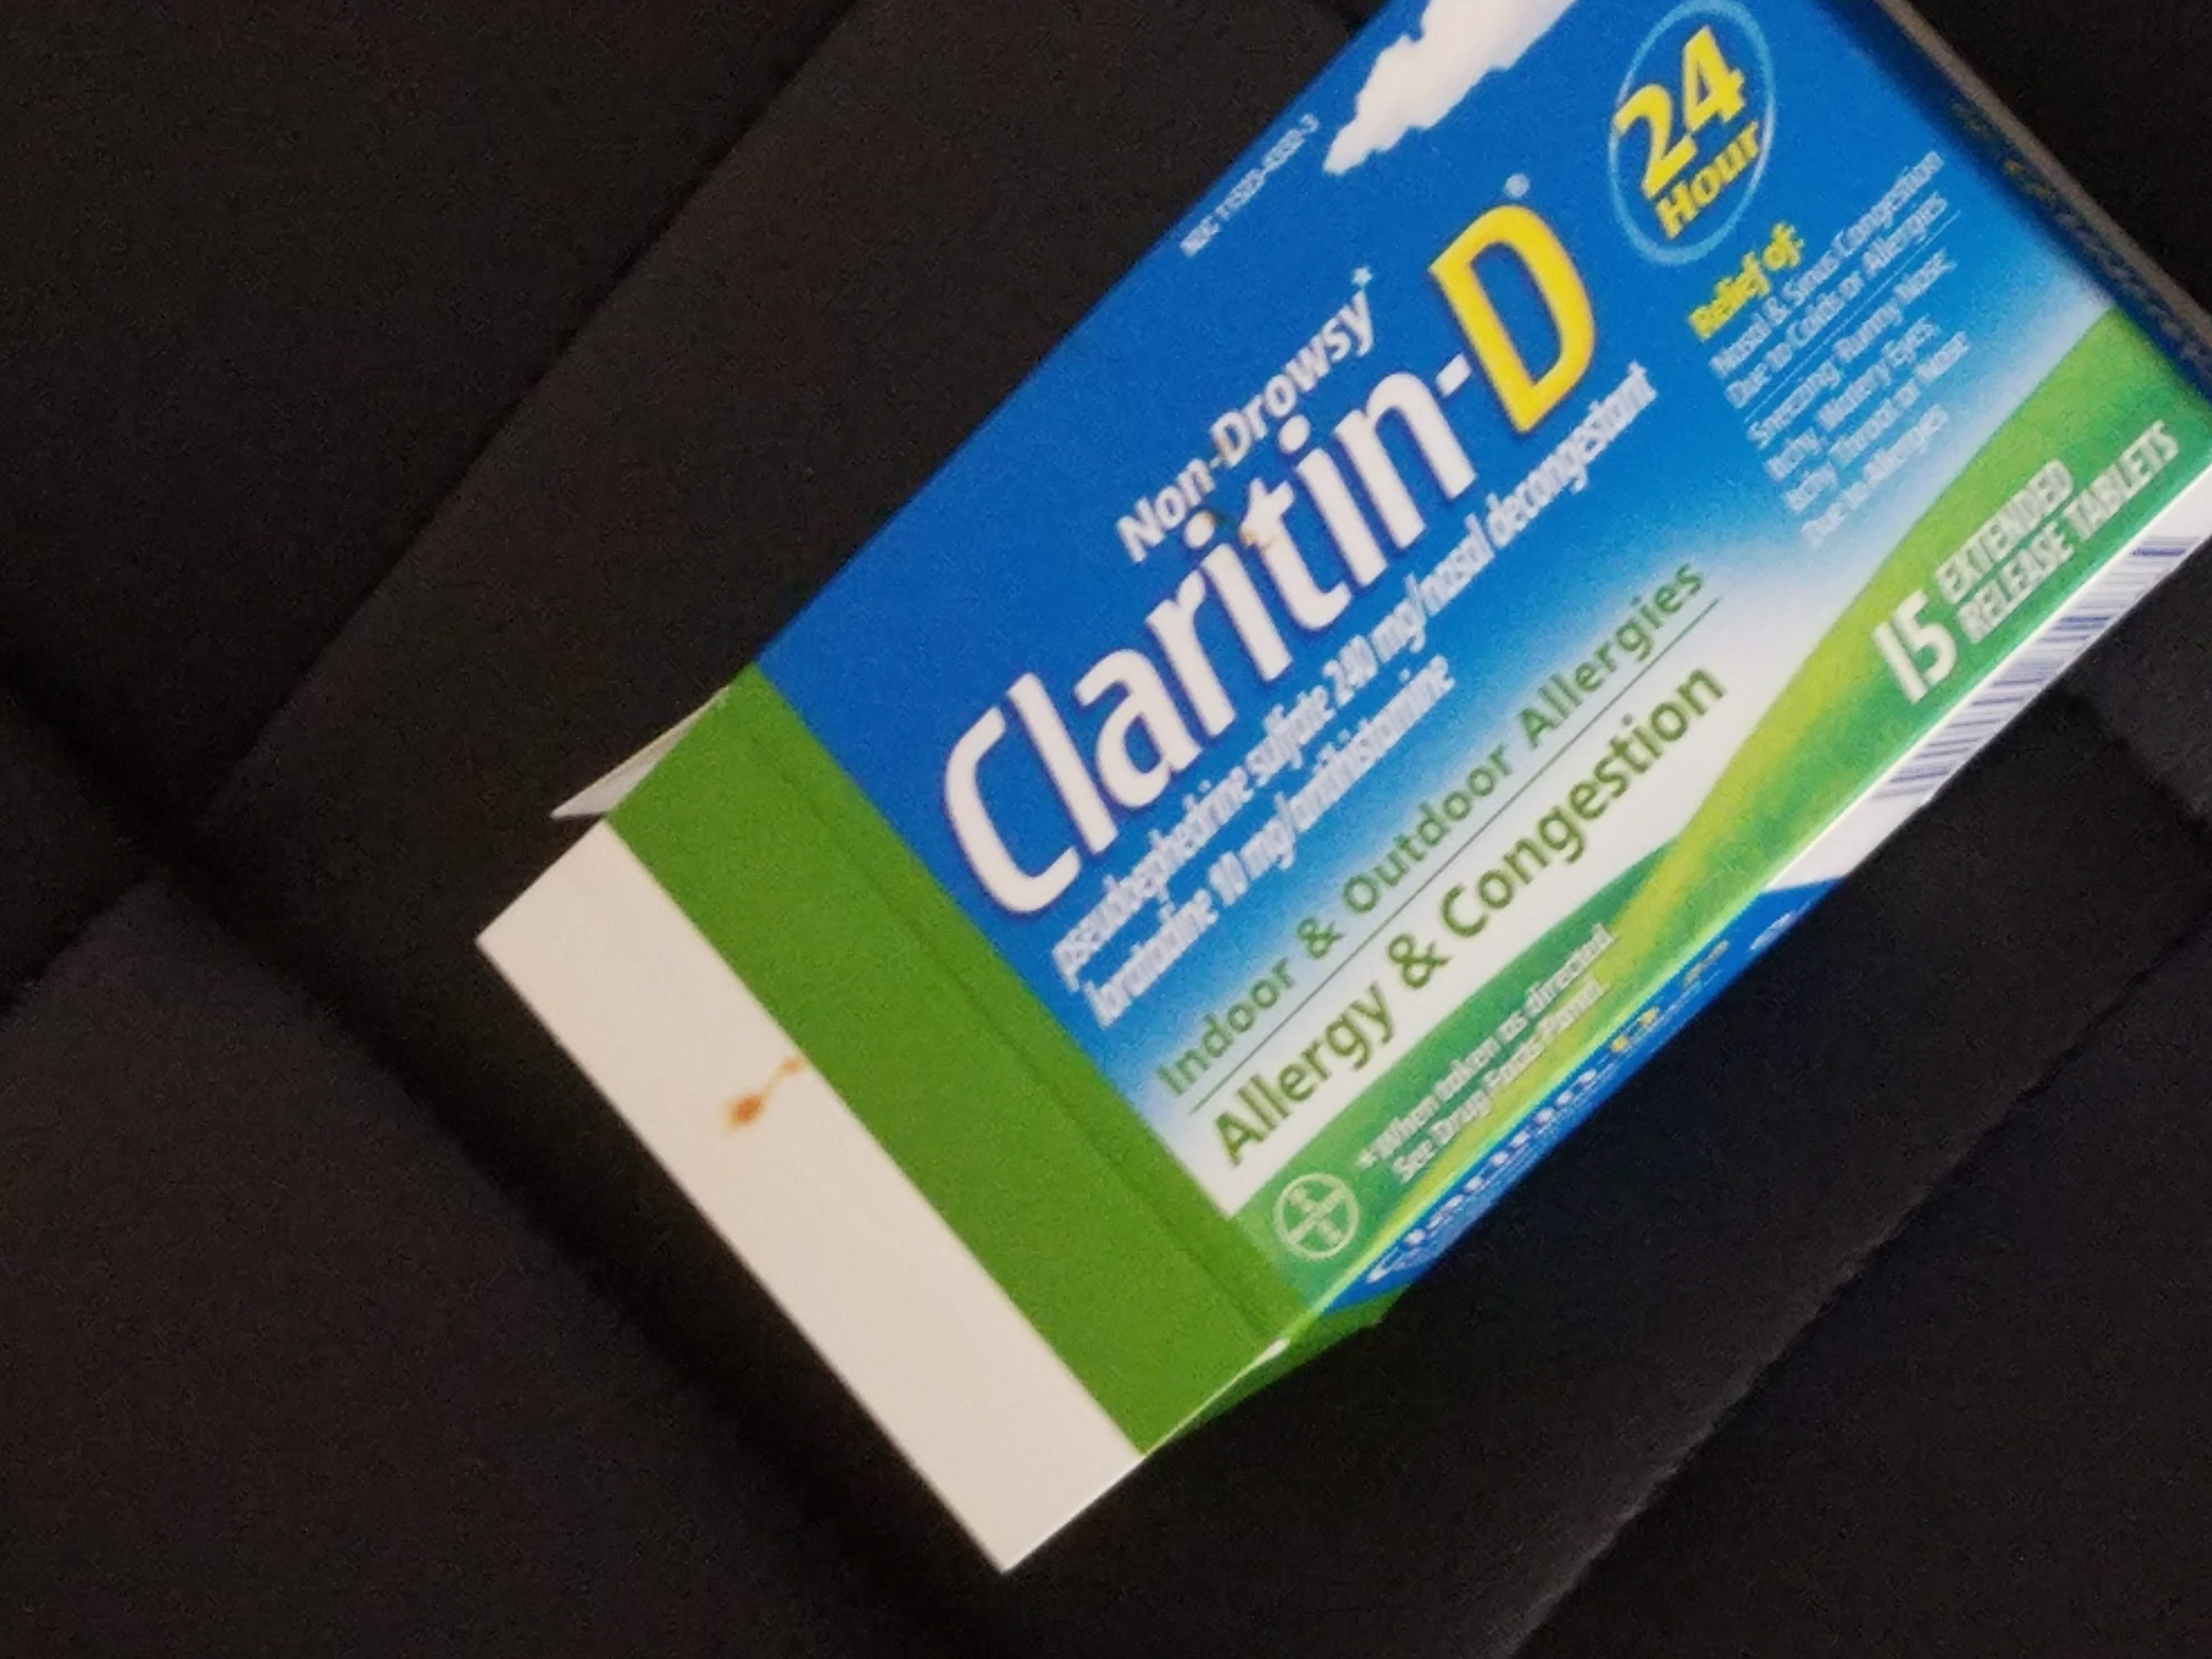 Non-Drowsy*
Claritin-D®
pseudoephedrine sulfate 240 mg/nasal decongestant
loratadine 10 mg/antihistamine
Indoor & Outdoor Allergies
Allergy & Congestion
24
Hour
Relief of:
Nasal & Sinus Congestion
Due to Colds or Allergies
Sneezing, Runny Nose,
Itchy, Watery Eyes,
Itchy Throat or Nose
Due to Allergies
BAYER
*When taken as directed.
See Drug Facts Panel.
15 EXTENDED
RELEASE TABLETS
Claritin-D